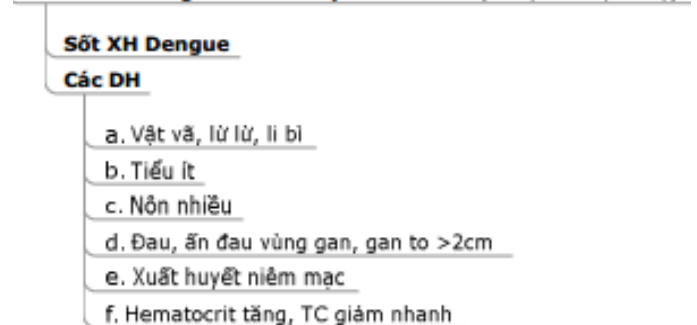 Sốt XH Dengue
Các DH
a. Vật vã, lừ lừ, li bì
b. Tiểu ít
c. Nôn nhiều
d. Đau, ấn đau vùng gan, gan to >2cm
e. Xuất huyết niêm mạc
f. Hematocrit tăng, TC giảm nhanh